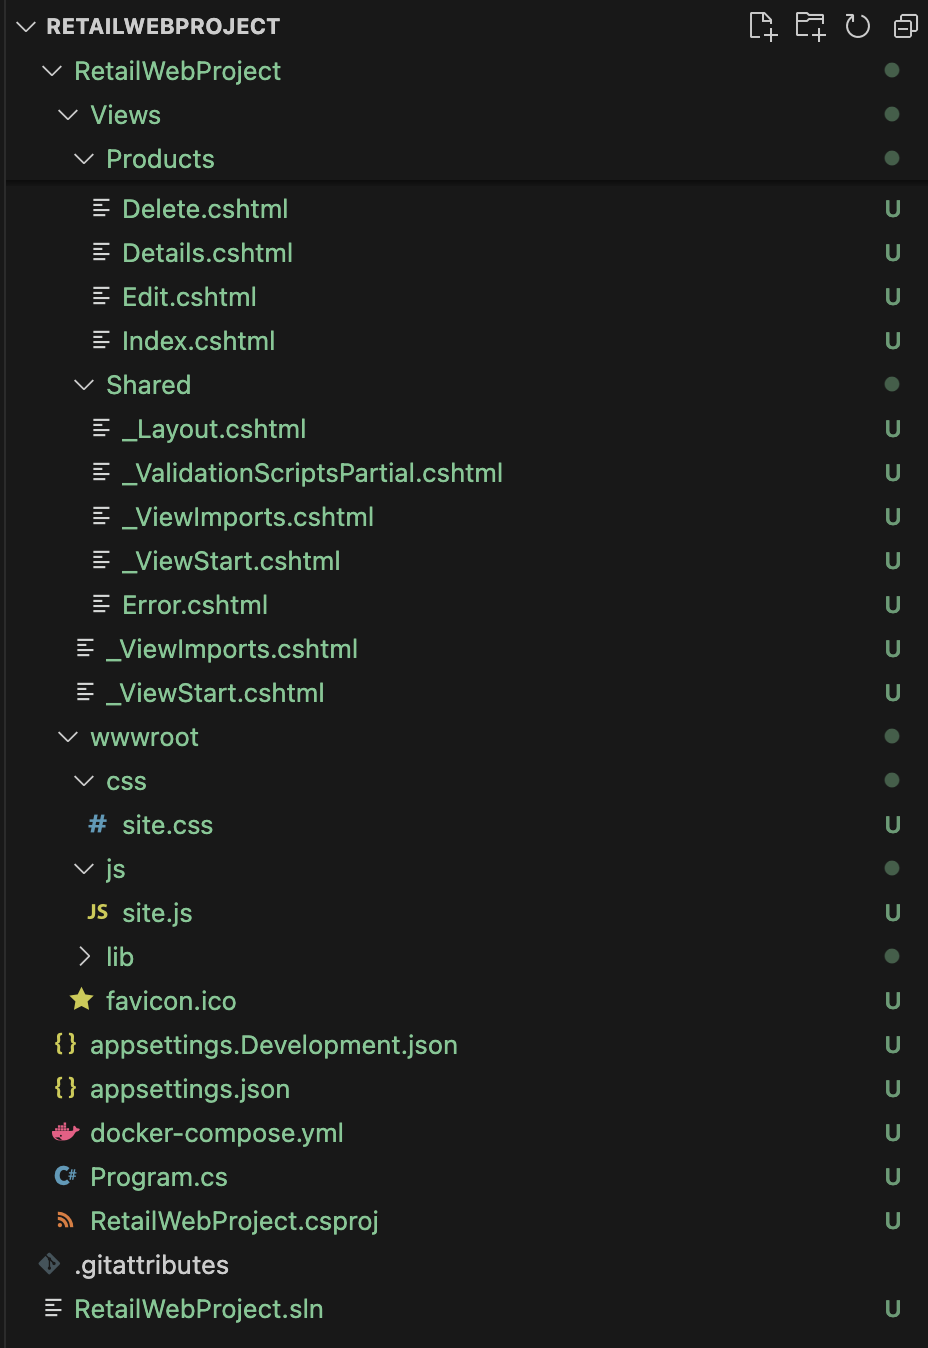 RETAILWEBPROJECT
RetailWebProject
Views
Products
Delete.cshtml U
Details.cshtml U
Edit.cshtml U
Index.cshtml U
Shared
_Layout.cshtml U
_ValidationScriptsPartial.cshtml U
_ViewImports.cshtml U
_ViewStart.cshtml U
Error.cshtml U
_ViewImports.cshtml U
_ViewStart.cshtml U
wwwroot
css
# site.css U
js
JS site.js U
lib
favicon.ico U
{} appsettings.Development.json U
{} appsettings.json U
docker-compose.yml U
C# Program.cs U
RetailWebProject.csproj U
.gitattributes
RetailWebProject.sln U